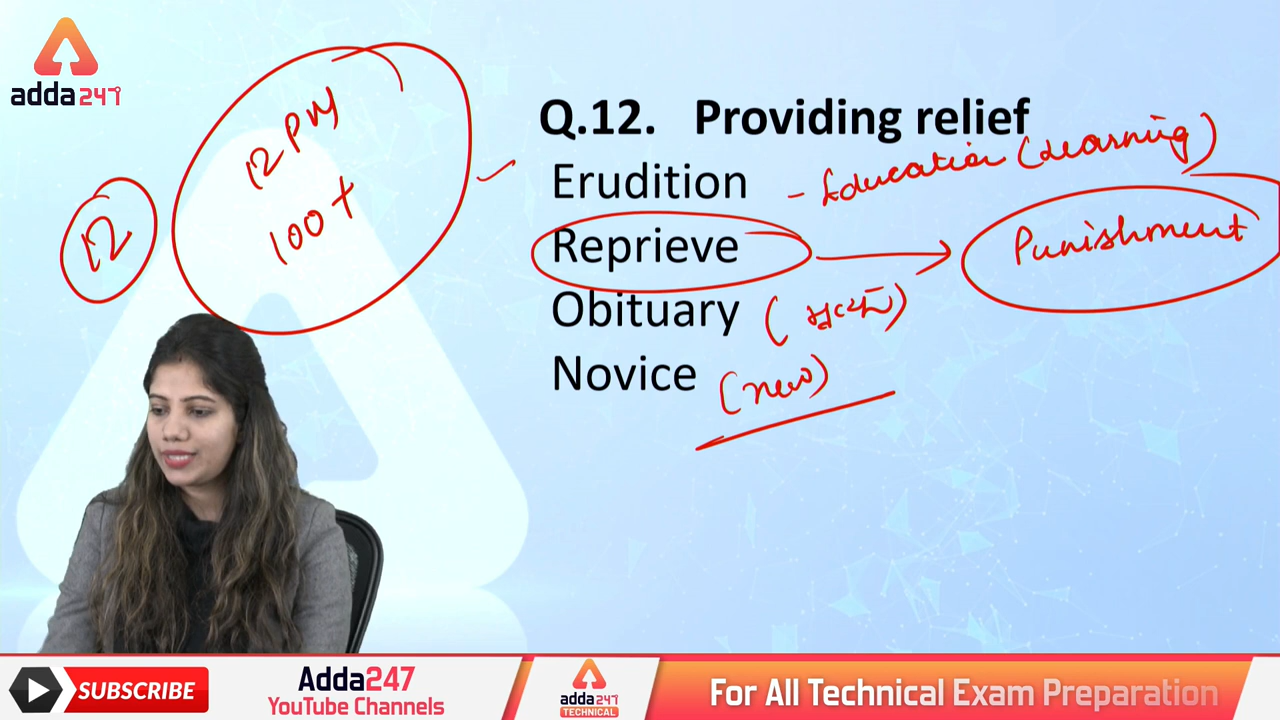 adda247
12 PM
100+
12
Q.12. Providing relief
Erudition - Education (Learning)
Reprieve Punishment
Obituary
Novice (new)
SUBSCRIBE
Adda247
YouTube Channels
adda247
TECHNICAL
For All Technical Exam Preparation